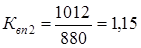 Kвп2 = 1012/880 = 1,15